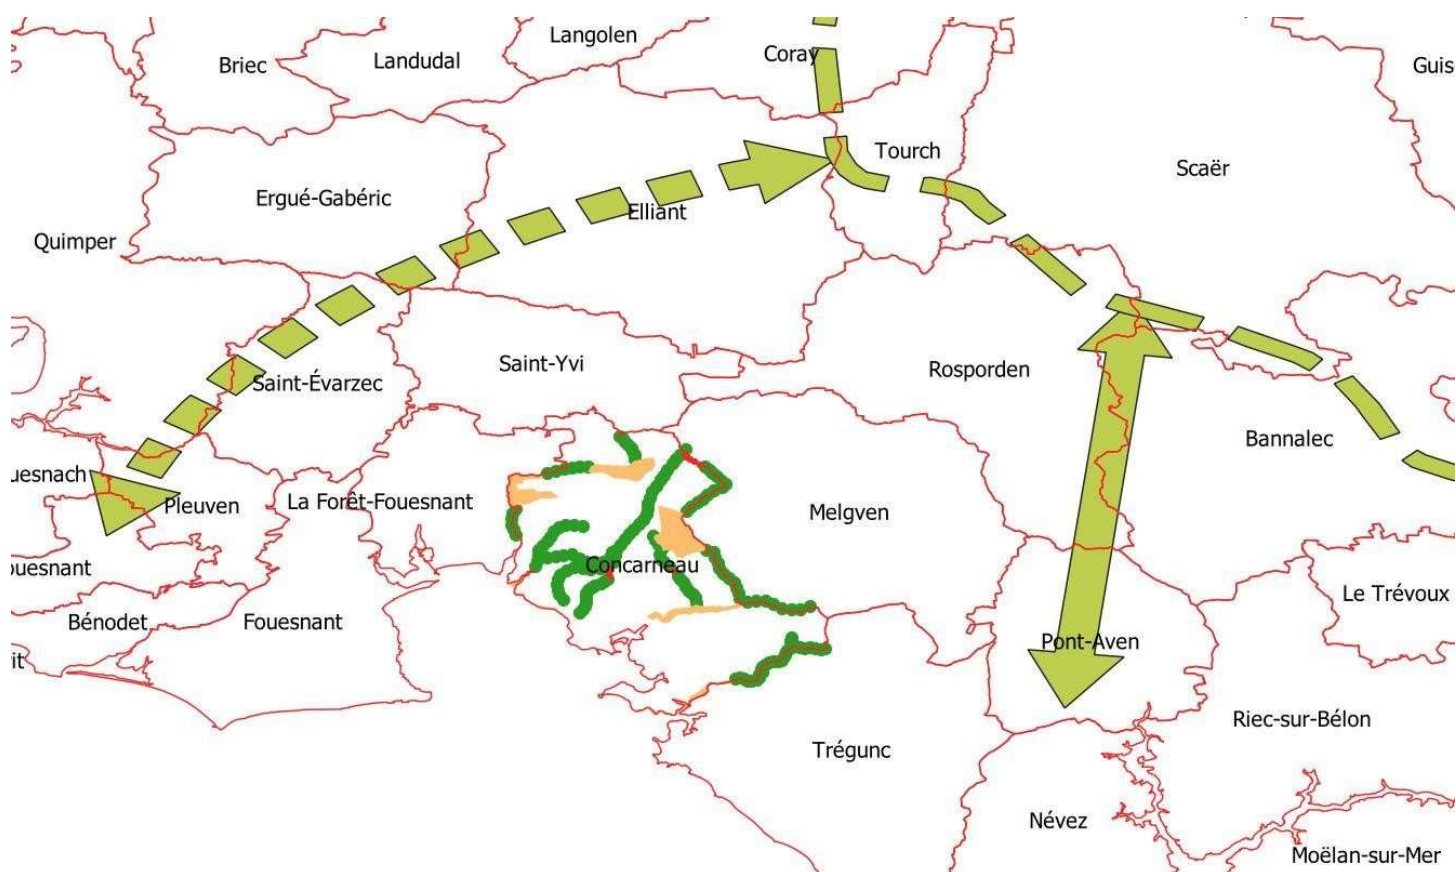 Langolen
Coray
Landudal
Briec
Guis
Tourch
Scaër
Ergué-Gabéric
Elliant
Quimper
Saint-Yvi
Rosporden
Saint-Évarzec
Bannalec
uesnach
La Forêt-Fouesnant
Pleuven
Melgven
Concarneau
ouesnant
Le Trévoux
Bénodet
Fouesnant
Pont-Aven
it
Riec-sur-Bélon
Trégunc
Névez
Moëlan-sur-Mer